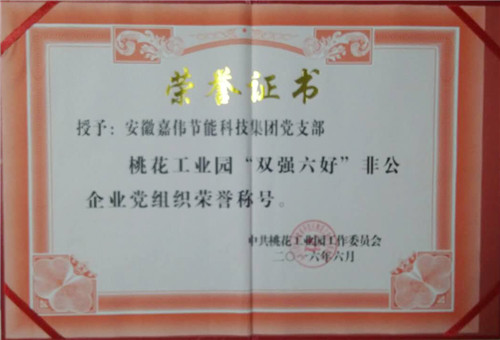 荣誉证书
授予：安徽嘉伟节能科技集团党支部
桃花工业园“双强六好”非公
企业党组织荣誉称号。
中共桃花工业园工作委员会
二〇一六年六月